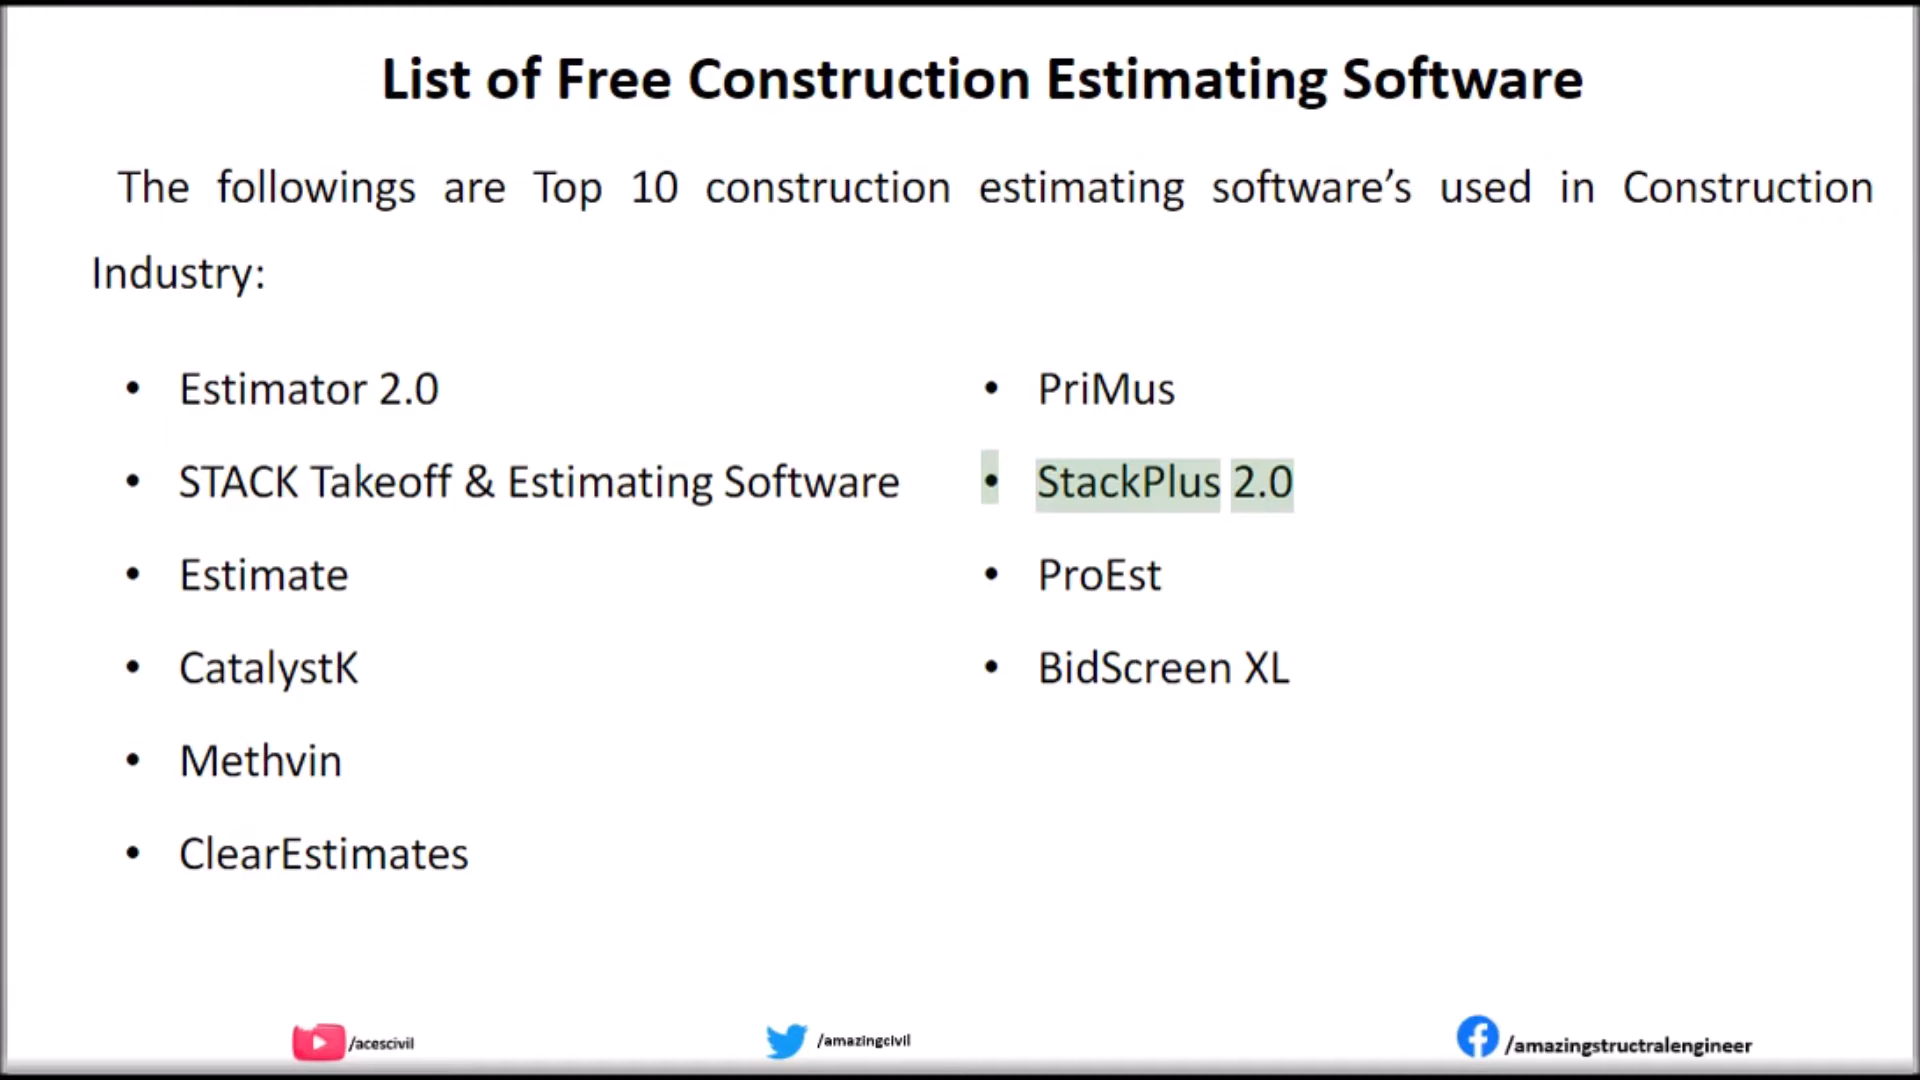 List of Free Construction Estimating Software
The followings are Top 10 construction estimating software’s used in Construction
Industry:
• Estimator 2.0
• STACK Takeoff & Estimating Software
• Estimate
• CatalystK
• Methvin
• ClearEstimates
• PriMus
• StackPlus 2.0
• ProEst
• BidScreen XL
/acescivil
/amazingcivil
/amazingstructralengineer